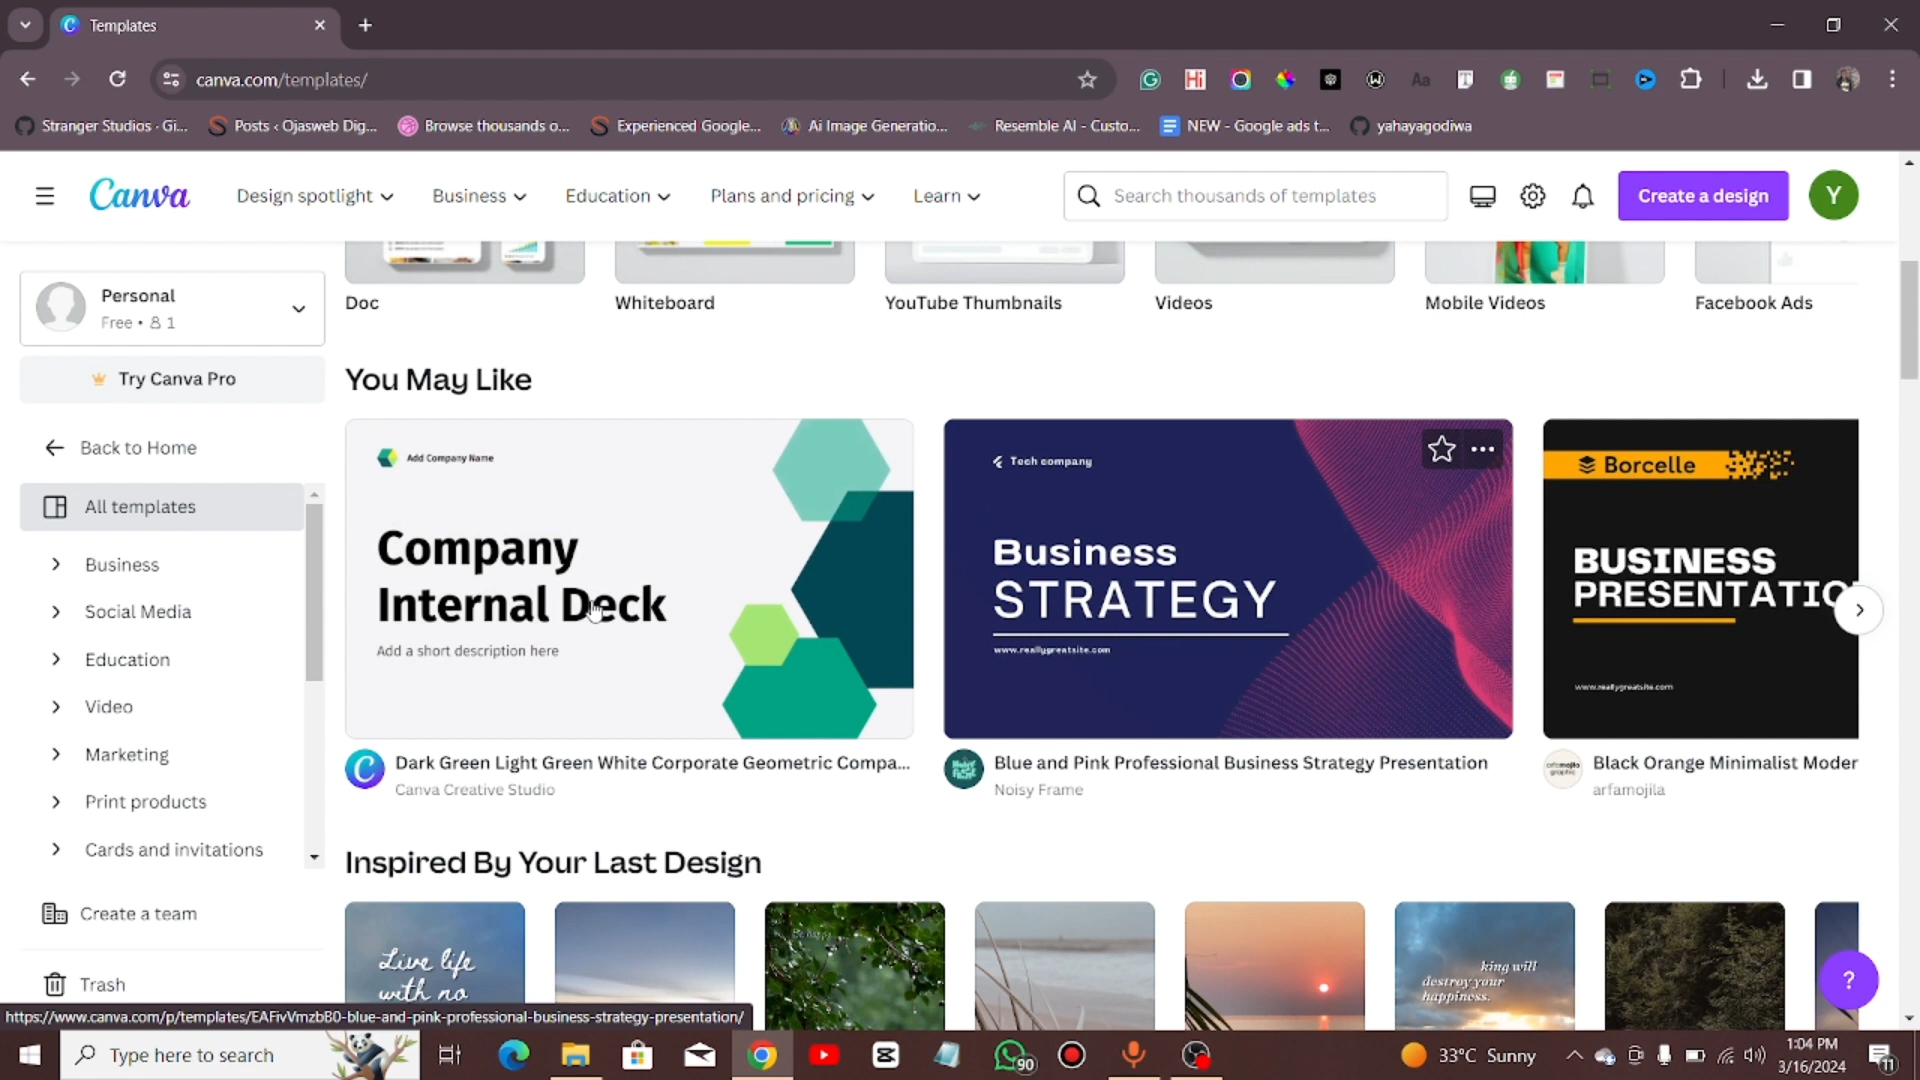 Templates
canva.com/templates/
Stranger Studios · Gi...
Posts ‹ Ojasweb Dig...
Browse thousands o...
Experienced Google...
Ai Image Generatio...
Resemble AI - Custo...
NEW - Google ads t...
yahayagodiwa
Canva
Design spotlight
Business
Education
Plans and pricing
Learn
Search thousands of templates
Create a design
Y
Personal
Free • 1
Try Canva Pro
Back to Home
All templates
Business
Social Media
Education
Video
Marketing
Print products
Cards and invitations
Create a team
Trash
Doc
Whiteboard
YouTube Thumbnails
Videos
Mobile Videos
Facebook Ads
You May Like
Add Company Name
Company
Internal Deck
Add a short description here
Tech company
Business
STRATEGY
www.reallygreatsite.com
Borcelle
BUSINESS
PRESENTATIO
www.reallygreatsite.com
Dark Green Light Green White Corporate Geometric Compa...
Canva Creative Studio
Blue and Pink Professional Business Strategy Presentation
Noisy Frame
Black Orange Minimalist Moder
arfamojila
Inspired By Your Last Design
Live life
with no
Be happy
king will
destroy your
happiness.
?
https://www.canva.com/p/templates/EAFivVmzbB0-blue-and-pink-professional-business-strategy-presentation/
Type here to search
90
33°C Sunny
1:04 PM
3/16/2024
11